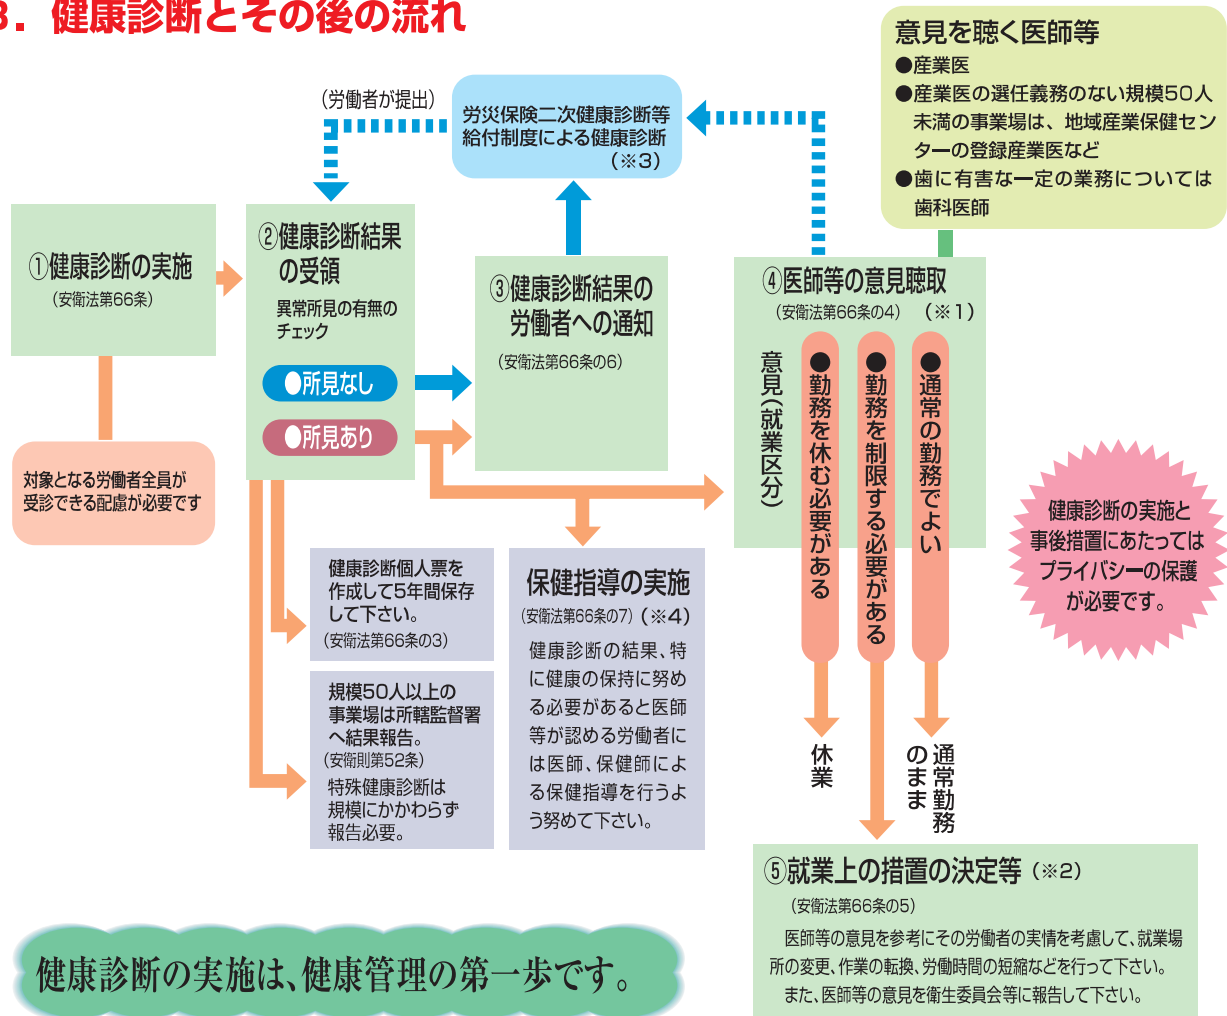 3．健康診断とその後の流れ
意見を聴く医師等
●産業医
●産業医の選任義務のない規模50人
未満の事業場は、地域産業保健セン
ターの登録産業医など
●歯に有害な一定の業務については
歯科医師
（労働者が提出）
労災保険二次健康診断等
給付制度による健康診断
（※3）
①健康診断の実施
（安衛法第66条）
対象となる労働者全員が
受診できる配慮が必要です
②健康診断結果
の受領
異常所見の有無の
チェック
●所見なし
●所見あり
③健康診断結果の
労働者への通知
（安衛法第66条の6）
④医師等の意見聴取
（安衛法第66条の4）（※1）
意見（就業区分）
●勤務を休む必要がある
●勤務を制限する必要がある
●通常の勤務でよい
休業
通常勤務
のまま
健康診断の実施と
事後措置にあたっては
プライバシーの保護
が必要です。
健康診断個人票を
作成して5年間保存
して下さい。
（安衛法第66条の3）
規模50人以上の
事業場は所轄監督署
へ結果報告。
（安衛則第52条）
特殊健康診断は
規模にかかわらず
報告必要。
保健指導の実施
（安衛法第66条の7）（※4）
健康診断の結果、特
に健康の保持に努め
る必要があると医師
等が認める労働者に
は医師、保健師によ
る保健指導を行うよ
う努めて下さい。
⑤就業上の措置の決定等（※2）
（安衛法第66条の5）
医師等の意見を参考にその労働者の実情を考慮して、就業場
所の変更、作業の転換、労働時間の短縮などを行って下さい。
また、医師等の意見を衛生委員会等に報告して下さい。
健康診断の実施は、健康管理の第一歩です。